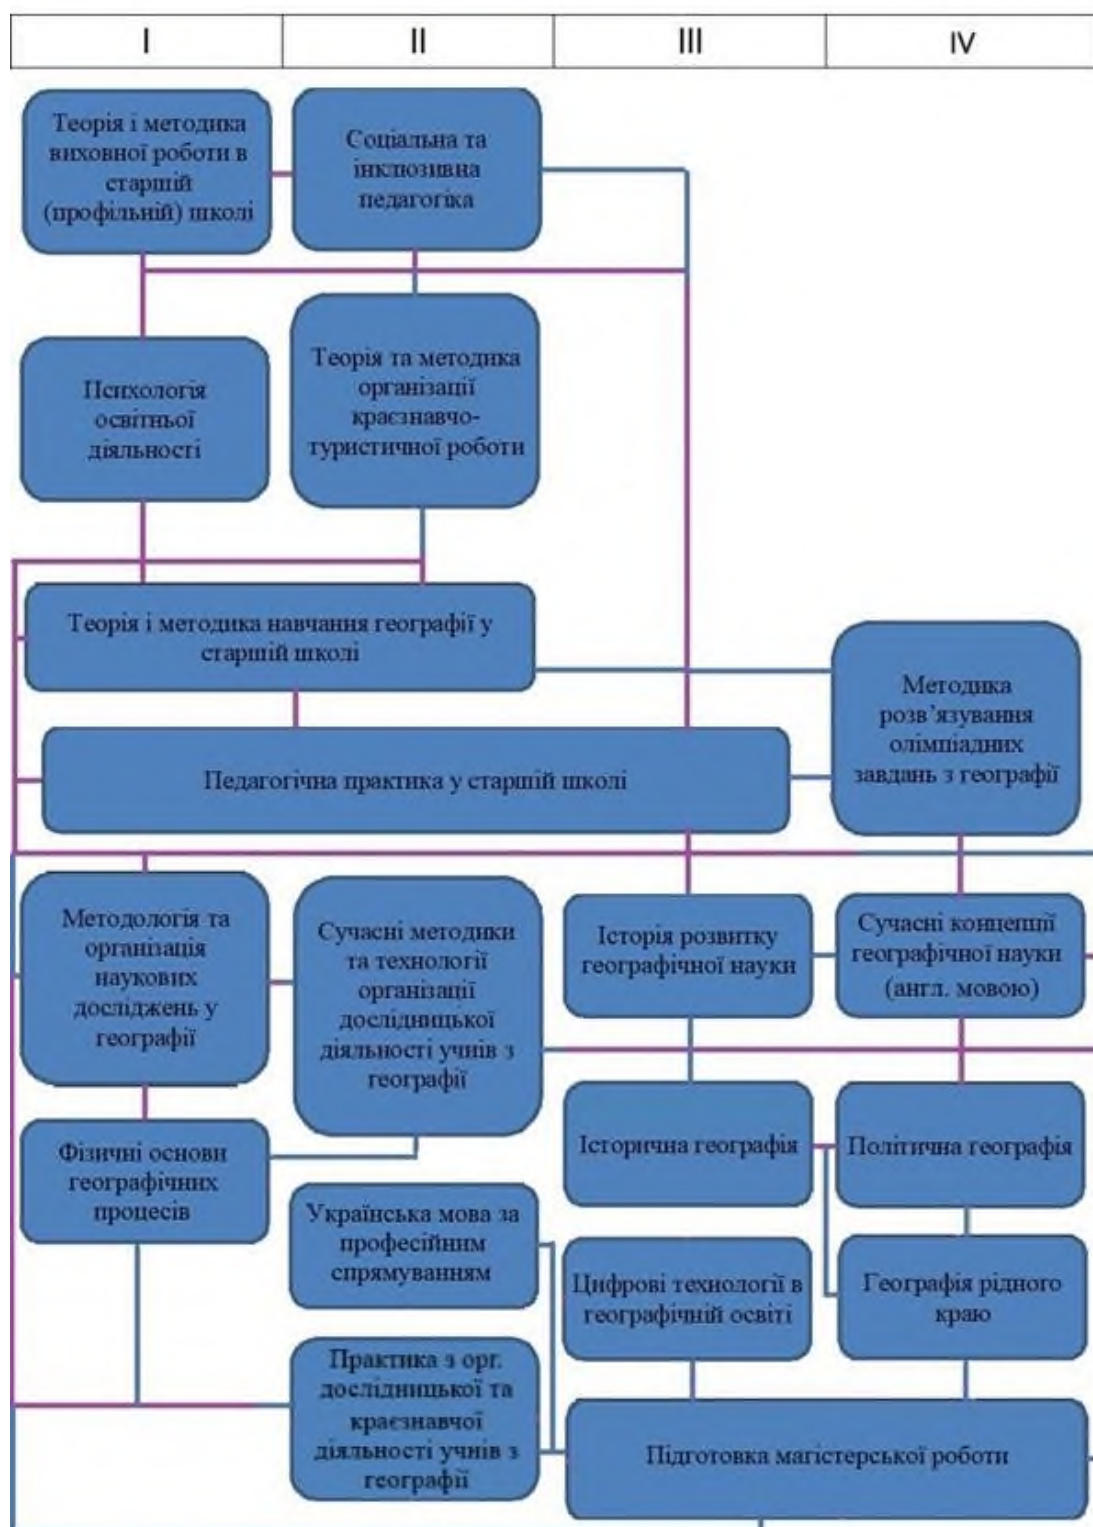 I
II
III
IV
Теорія і методика
виховної роботи в
старшій
(профільній) школі
Соціальна та
інклюзивна
педагогіка
Психологія
освітньої
діяльності
Теорія та методика
організації
краєзнавчо-
туристичної роботи
Теорія і методика навчання географії у
старшій школі
Методика
розв’язування
олімпіадних
завдань з географії
Педагогічна практика у старшій школі
Методологія та
організація
наукових
досліджень у
географії
Сучасні методики
та технології
організації
дослідницької
діяльності учнів з
географії
Історія розвитку
географічної науки
Сучасні концепції
географічної науки
(англ. мовою)
Фізичні основи
географічних
процесів
Історична географія
Політична географія
Українська мова за
професійним
спрямуванням
Цифрові технології в
географічній освіті
Географія рідного
краю
Практика з орг.
дослідницької та
краєзнавчої
діяльності учнів з
географії
Підготовка магістерської роботи